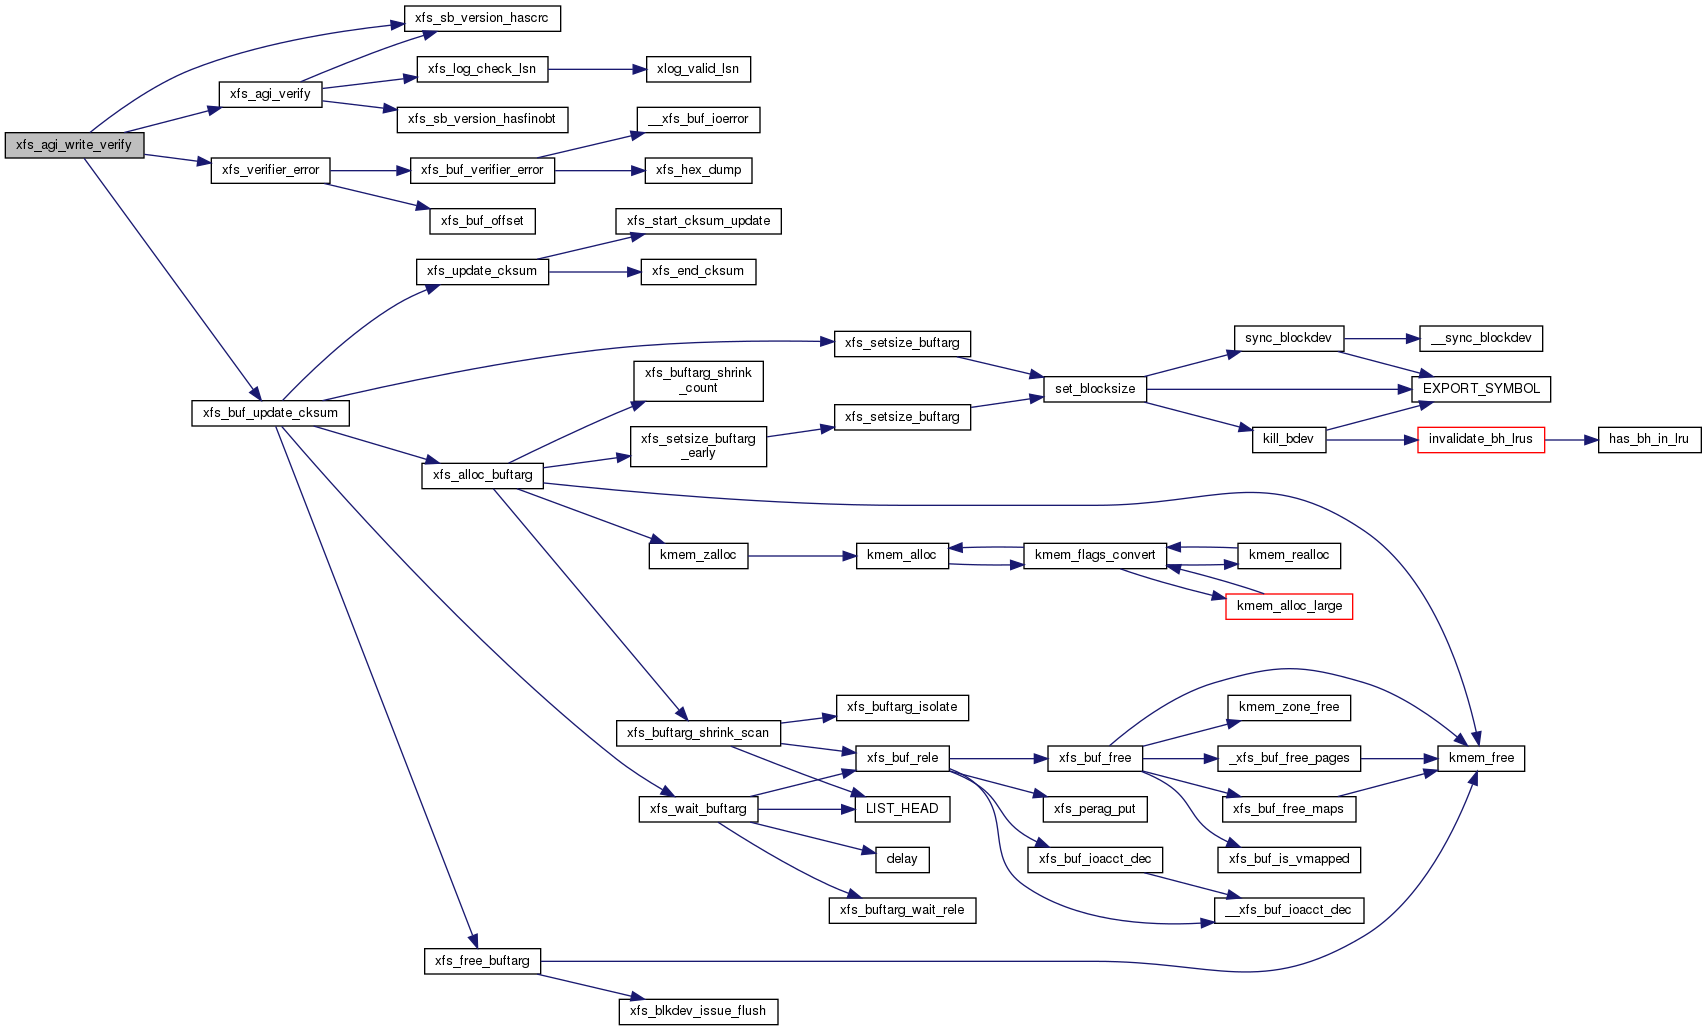 xfs_sb_version_hascrc
xfs_log_check_lsn
xlog_valid_lsn
xfs_agi_verify
xfs_sb_version_hasfinobt
__xfs_buf_ioerror
xfs_agi_write_verify
xfs_verifier_error
xfs_buf_verifier_error
xfs_hex_dump
xfs_buf_offset
xfs_start_cksum_update
xfs_update_cksum
xfs_end_cksum
xfs_setsize_buftarg
sync_blockdev
__sync_blockdev
xfs_buftarg_shrink
_count
set_blocksize
EXPORT_SYMBOL
xfs_buf_update_cksum
xfs_setsize_buftarg
xfs_setsize_buftarg
_early
kill_bdev
invalidate_bh_lrus
has_bh_in_lru
xfs_alloc_buftarg
kmem_zalloc
kmem_alloc
kmem_flags_convert
kmem_realloc
kmem_alloc_large
xfs_buftarg_isolate
kmem_zone_free
xfs_buftarg_shrink_scan
xfs_buf_rele
xfs_buf_free
_xfs_buf_free_pages
kmem_free
xfs_wait_buftarg
LIST_HEAD
xfs_perag_put
xfs_buf_free_maps
delay
xfs_buf_ioacct_dec
xfs_buf_is_vmapped
xfs_buftarg_wait_rele
__xfs_buf_ioacct_dec
xfs_free_buftarg
xfs_blkdev_issue_flush